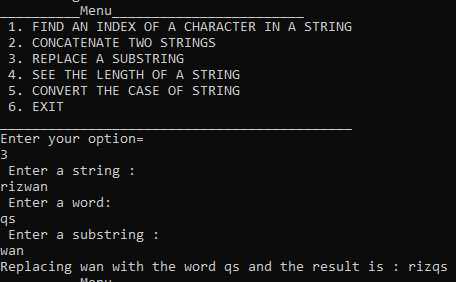 __________Menu________________________
1. FIND AN INDEX OF A CHARACTER IN A STRING
2. CONCATENATE TWO STRINGS
3. REPLACE A SUBSTRING
4. SEE THE LENGTH OF A STRING
5. CONVERT THE CASE OF STRING
6. EXIT
____________________________________________
Enter your option=
3
Enter a string :
rizwan
Enter a word:
qs
Enter a substring :
wan
Replacing wan with the word qs and the result is : rizqs
Menu